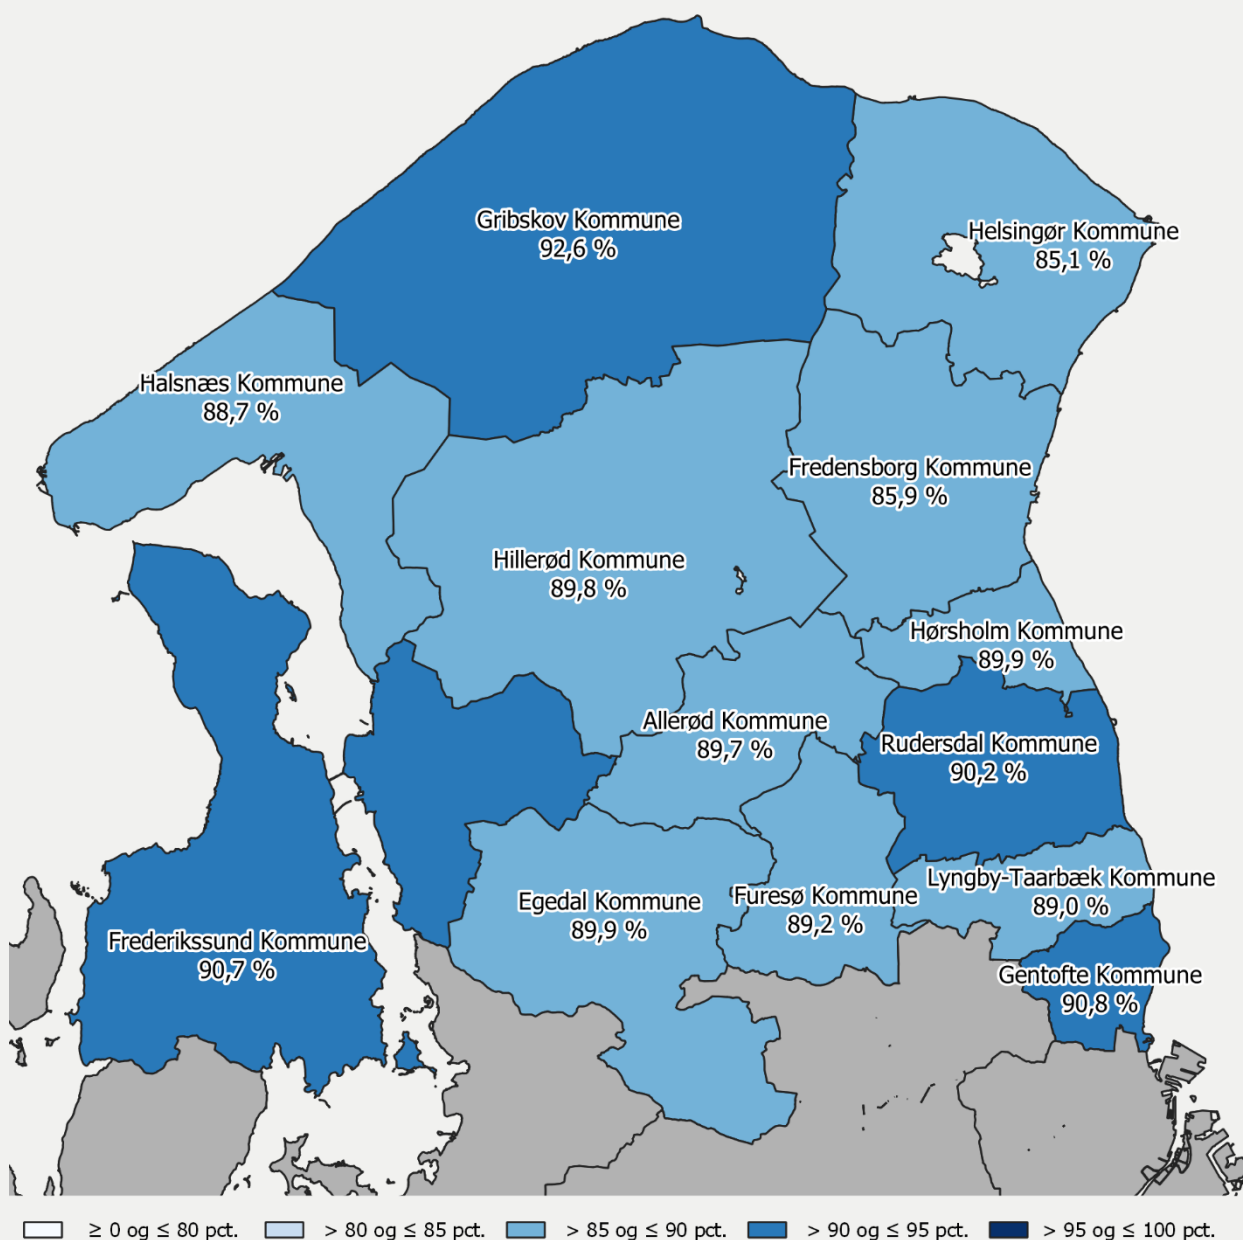 Gribskov Kommune
92,6 %
Helsingør Kommune
85,1 %
Halsnæs Kommune
88,7 %
Fredensborg Kommune
85,9 %
Hillerød Kommune
89,8 %
Hørsholm Kommune
89,9 %
Allerød Kommune
89,7 %
Rudersdal Kommune
90,2 %
Lyngby-Taarbæk Kommune
89,0 %
Furesø Kommune
89,2 %
Egedal Kommune
89,9 %
Frederikssund Kommune
90,7 %
Gentofte Kommune
90,8 %
≥ 0 og ≤ 80 pct. > 80 og ≤ 85 pct. > 85 og ≤ 90 pct. > 90 og ≤ 95 pct. > 95 og ≤ 100 pct.